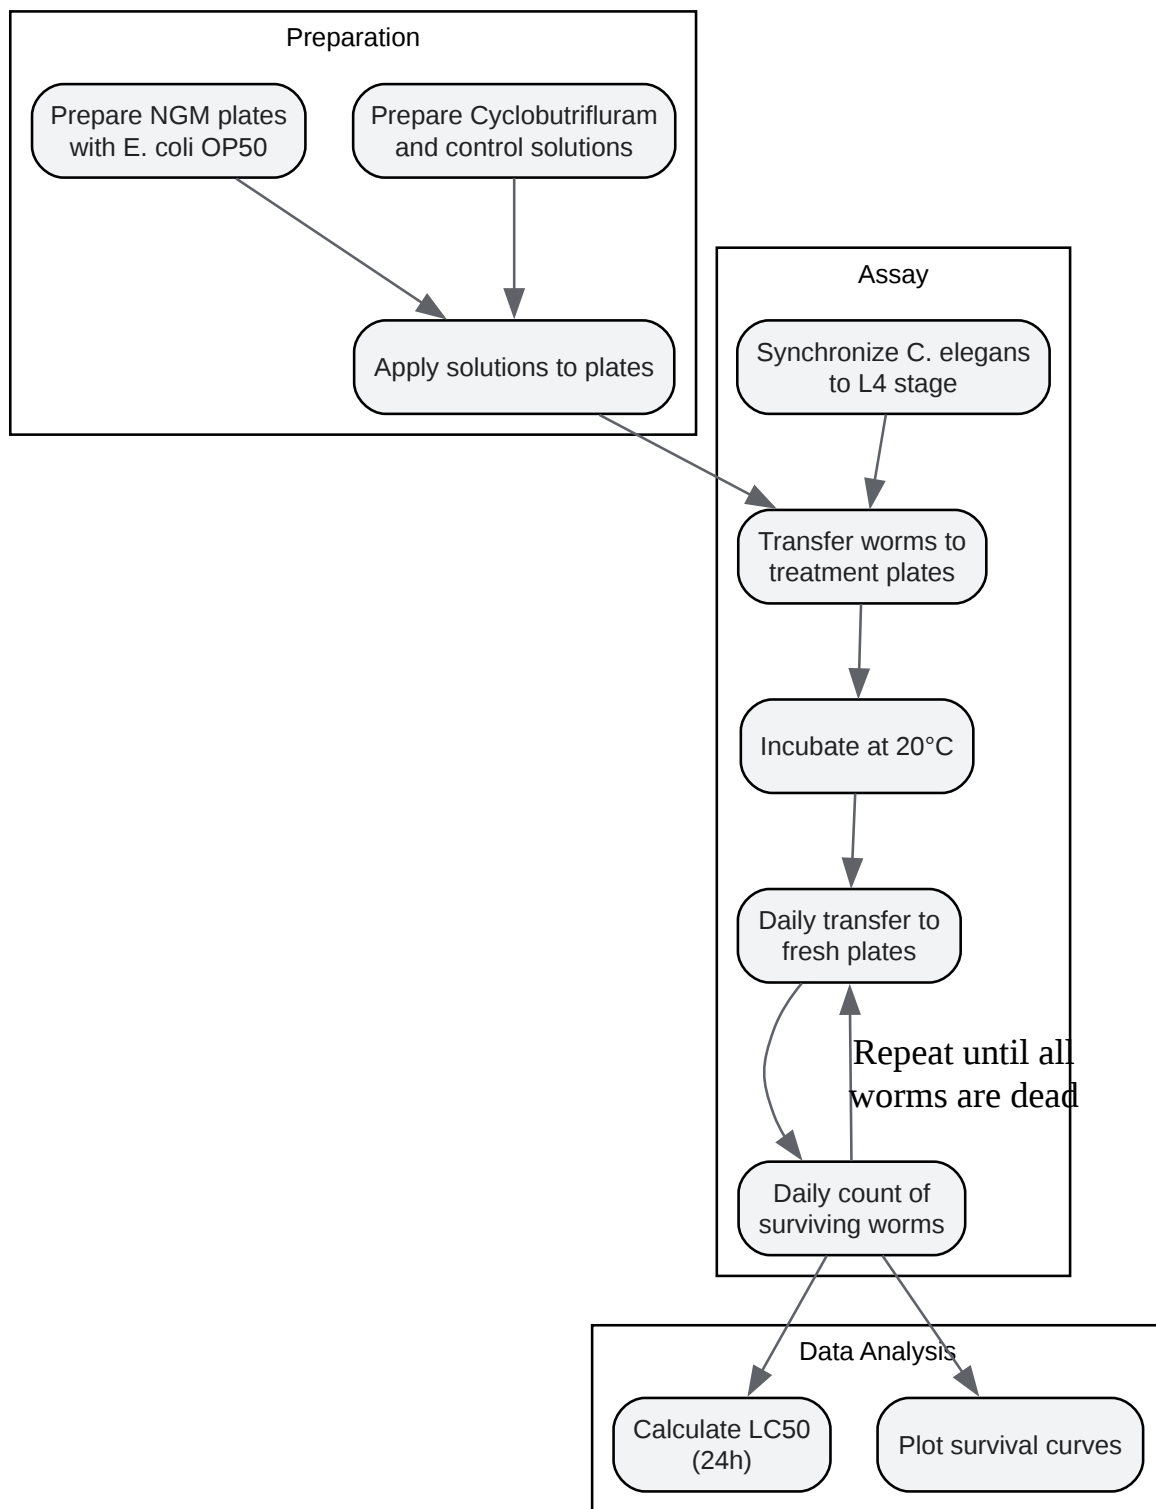 Preparation
Prepare NGM plates
with E. coli OP50
Prepare Cyclobutrifluram
and control solutions
Apply solutions to plates
Assay
Synchronize C. elegans
to L4 stage
Transfer worms to
treatment plates
Incubate at 20°C
Daily transfer to
fresh plates
Repeat until all
worms are dead
Daily count of
surviving worms
Data Analysis
Calculate LC50
(24h)
Plot survival curves